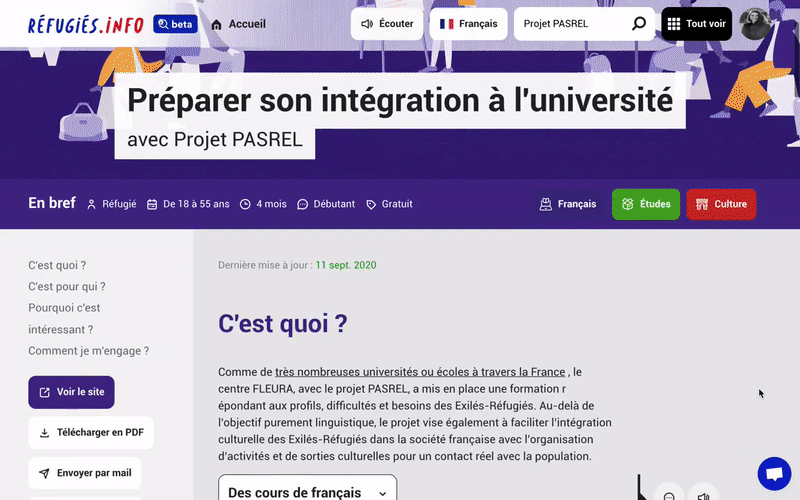 RÉFUGIÉS.INFO beta Accueil Écouter Français Projet PASREL Tout voir
Préparer son intégration à l'université
avec Projet PASREL
En bref Réfugié De 18 à 55 ans 4 mois Débutant Gratuit Français Études Culture
C'est quoi ?
C'est pour qui ?
Pourquoi c'est
intéressant ?
Comment je m'engage ?
Voir le site
Télécharger en PDF
Envoyer par mail
Dernière mise à jour : 11 sept. 2020
C'est quoi ?
Comme de très nombreuses universités ou écoles à travers la France , le
centre FLEURA, avec le projet PASREL, a mis en place une formation r
épondant aux profils, difficultés et besoins des Exilés-Réfugiés. Au-delà de
l'objectif purement linguistique, le projet vise également à faciliter l'intégration
culturelle des Exilés-Réfugiés dans la société française avec l'organisation
d'activités et de sorties culturelles pour un contact réel avec la population.
Des cours de français